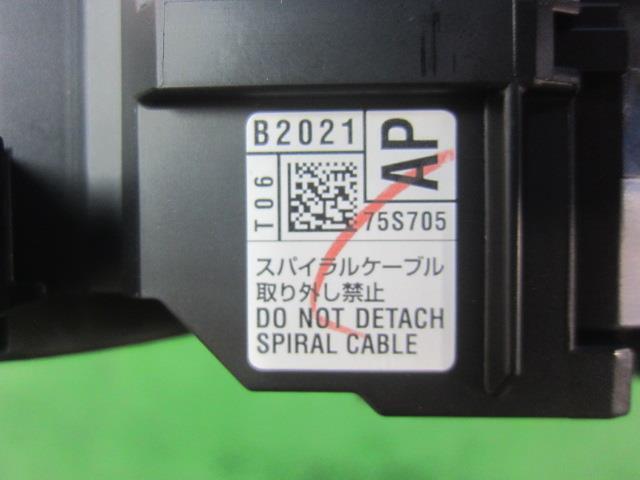 B2021
AP
T06
75S705
スパイラルケーブル
取り外し禁止
DO NOT DETACH
SPIRAL CABLE